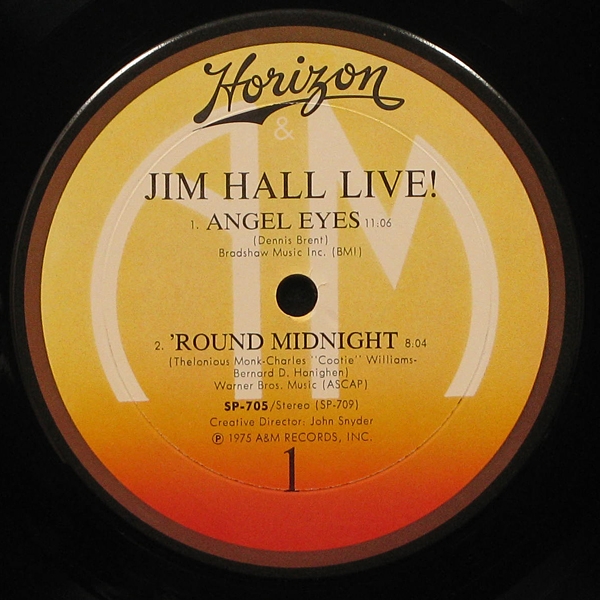 Horizon
&
A M
JIM HALL LIVE!
1. ANGEL EYES 11:06
(Dennis Brent)
Bradshaw Music Inc. (BMI)
2. 'ROUND MIDNIGHT 8:04
(Thelonious Monk-Charles "Cootie" Williams-
Bernard D. Hanighen)
Warner Bros. Music (ASCAP)
SP-705/Stereo (SP-709)
Creative Director: John Snyder
Ⓟ 1975 A&M RECORDS, INC.
1